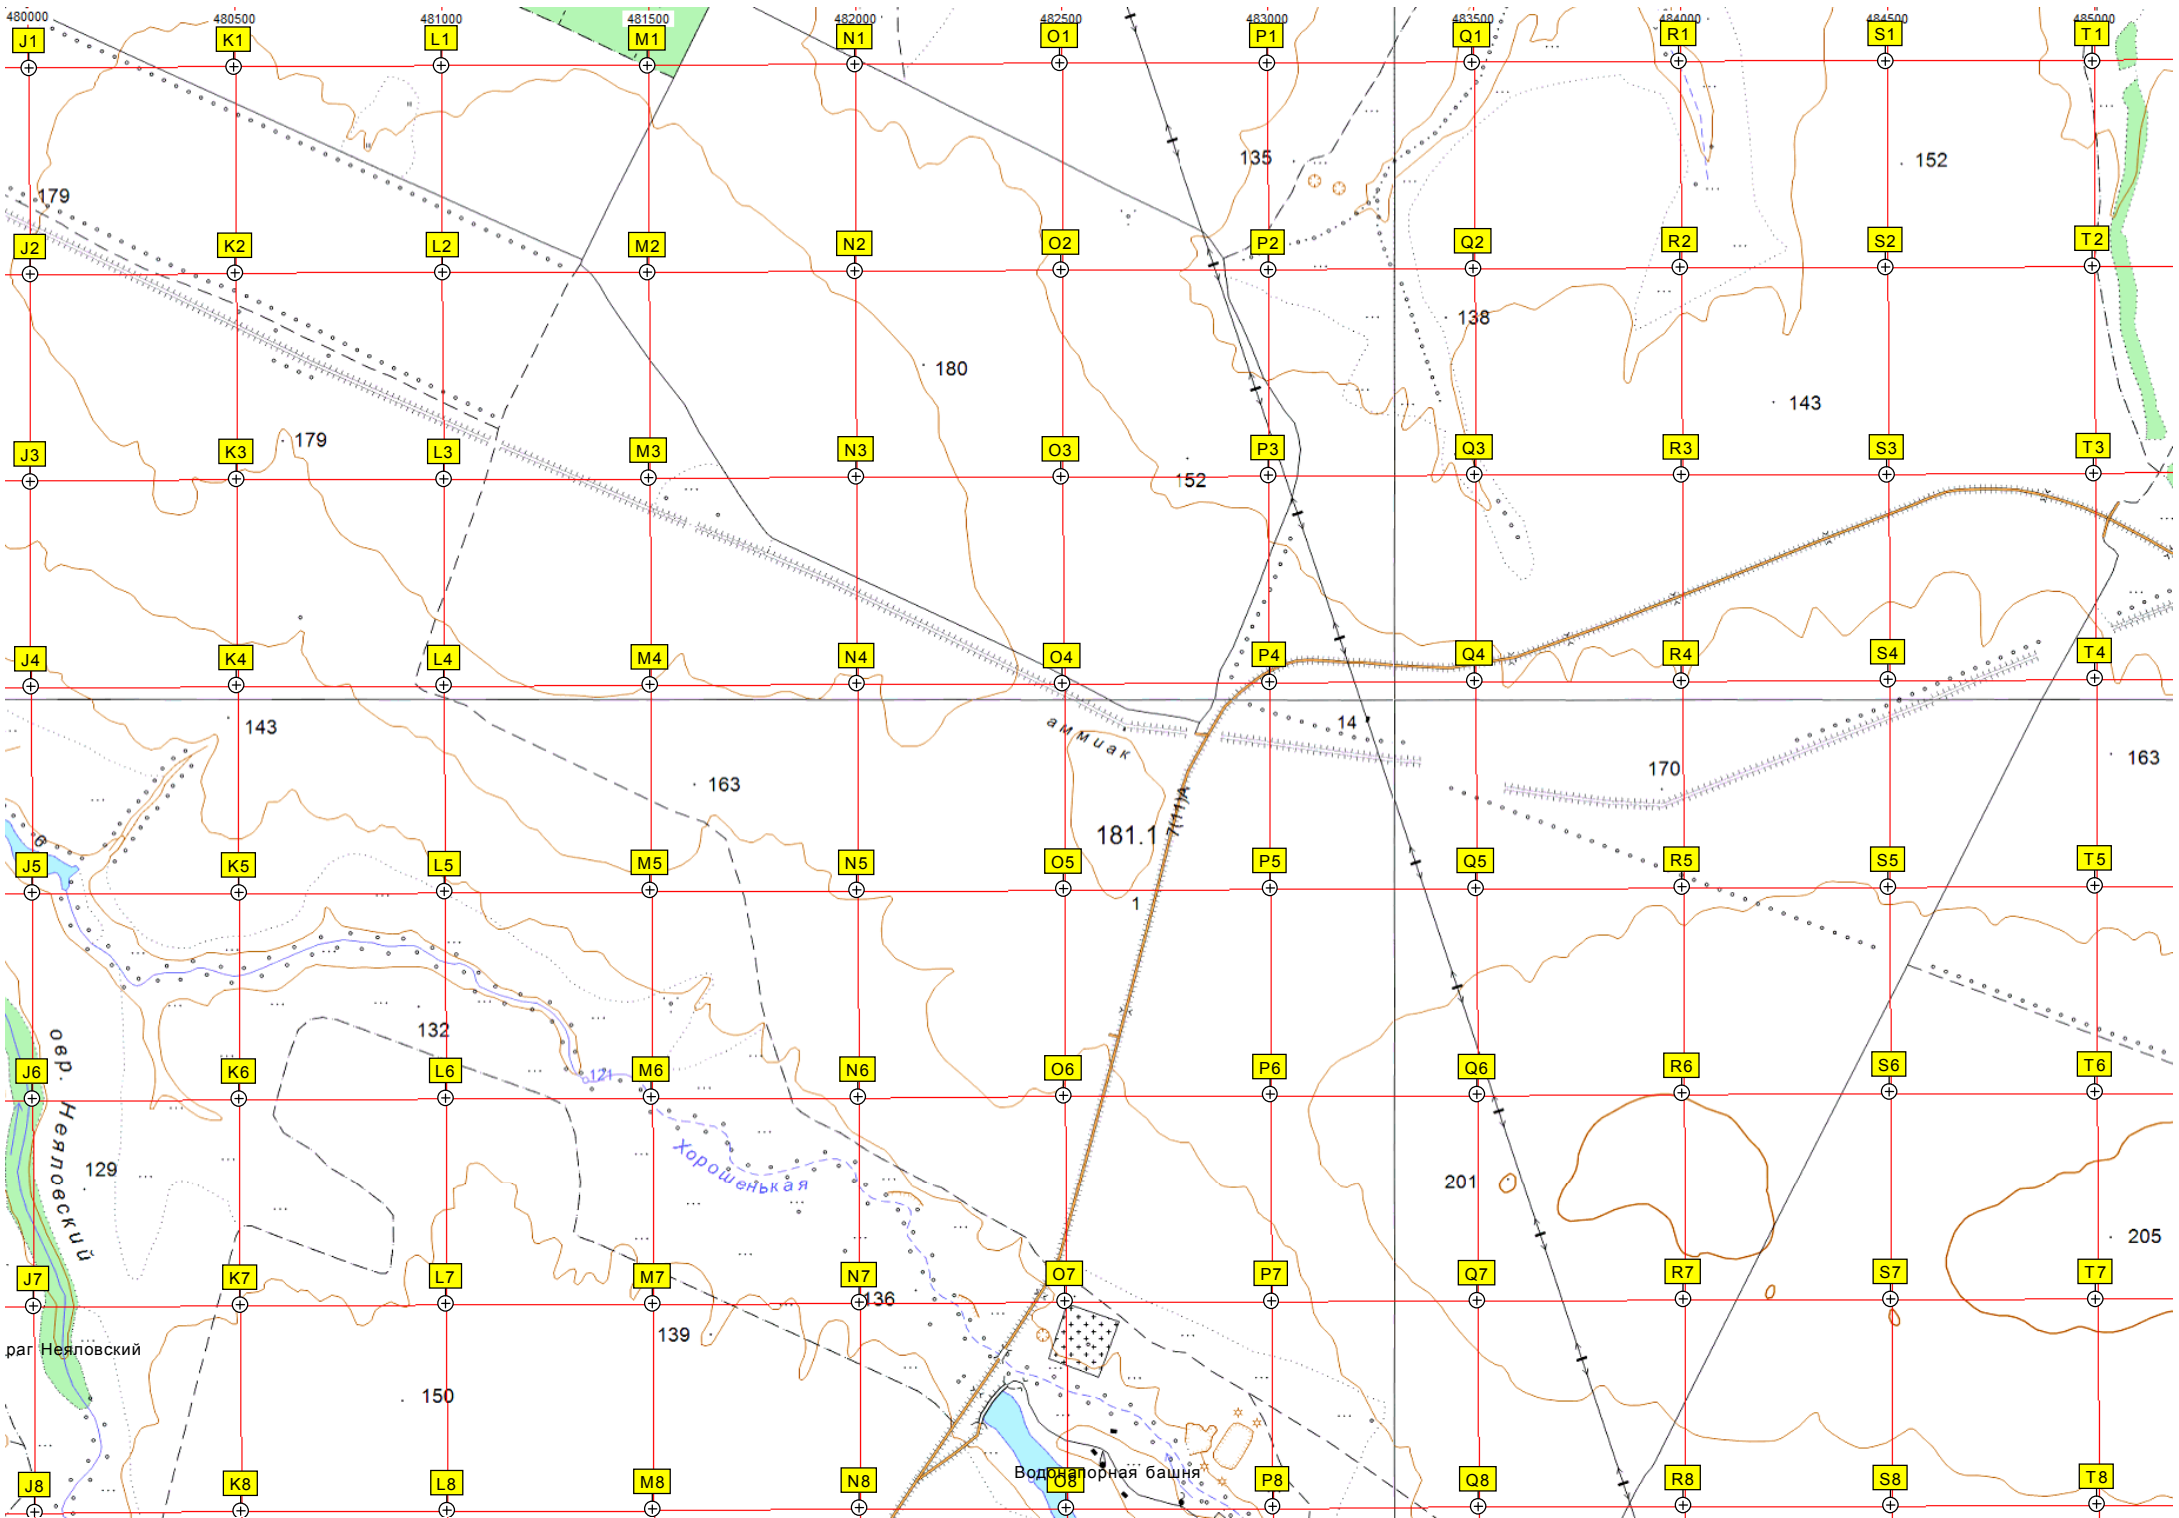 480000 480500 481000 481500 482000 482500 483000 483500 484000 484500 485000
J1 K1 L1 M1 N1 O1 P1 Q1 R1 S1 T1
135 152
179
J2 K2 L2 M2 N2 O2 P2 Q2 R2 S2 T2
138
180
143
179
J3 K3 L3 M3 N3 O3 P3 Q3 R3 S3 T3
152
J4 K4 L4 M4 N4 O4 P4 Q4 R4 S4 T4
143 аммиак 14
163 170 163
181.1 7(11)А
6
J5 K5 L5 M5 N5 O5 P5 Q5 R5 S5 T5
1
132
овр. Неяловский
121
J6 K6 L6 M6 N6 O6 P6 Q6 R6 S6 T6
Хорошенькая
129 201
205
J7 K7 L7 M7 N7 O7 P7 Q7 R7 S7 T7
136
139
раг Неяловский
150
Водонапорная башня
J8 K8 L8 M8 N8 O8 P8 Q8 R8 S8 T8